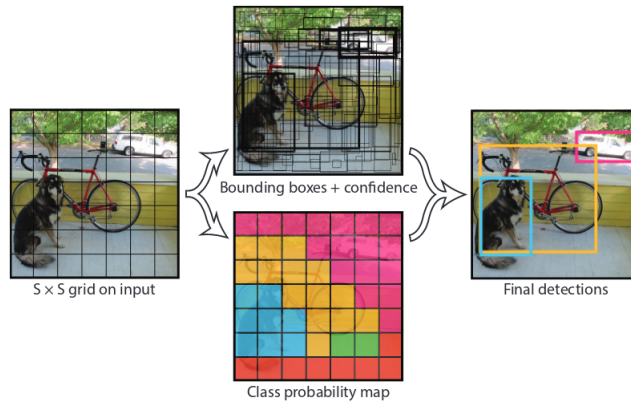 Bounding boxes + confidence
S × S grid on input
Final detections
Class probability map